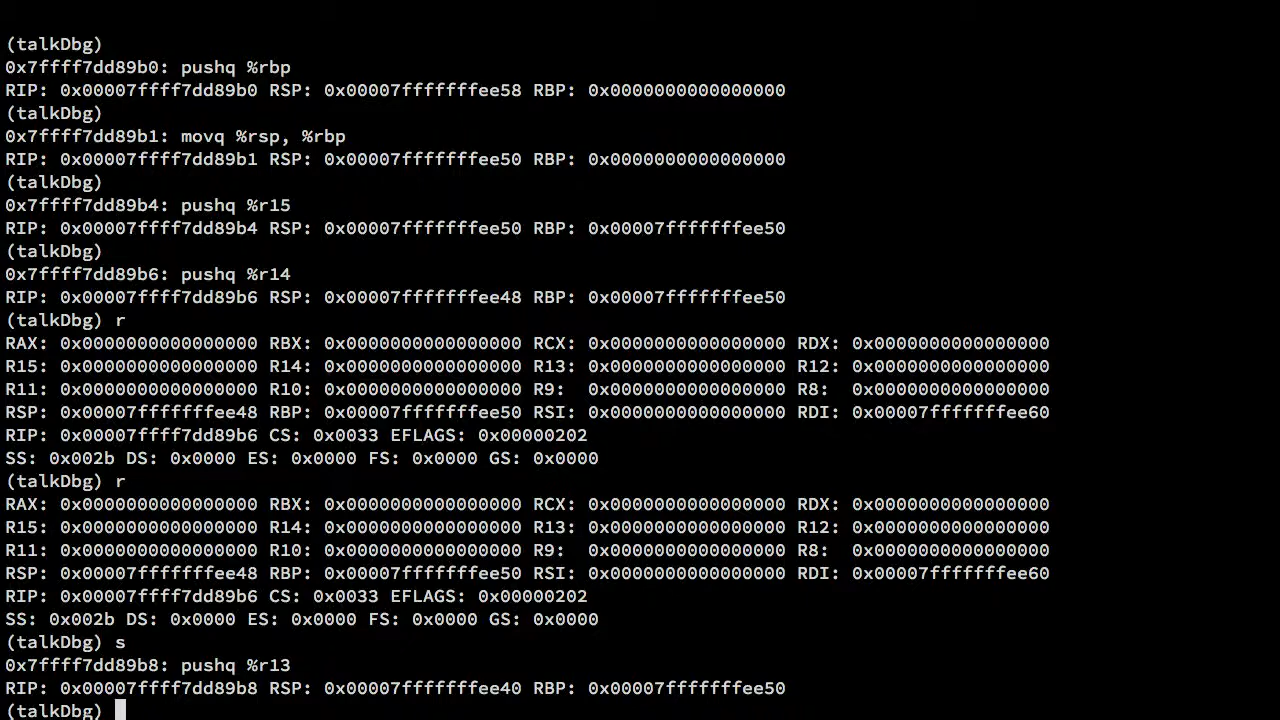 (talkDbg)
0x7ffff7dd89b0: pushq %rbp
RIP: 0x00007ffff7dd89b0 RSP: 0x00007fffffffee58 RBP: 0x0000000000000000
(talkDbg)
0x7ffff7dd89b1: movq %rsp, %rbp
RIP: 0x00007ffff7dd89b1 RSP: 0x00007fffffffee50 RBP: 0x0000000000000000
(talkDbg)
0x7ffff7dd89b4: pushq %r15
RIP: 0x00007ffff7dd89b4 RSP: 0x00007fffffffee50 RBP: 0x00007fffffffee50
(talkDbg)
0x7ffff7dd89b6: pushq %r14
RIP: 0x00007ffff7dd89b6 RSP: 0x00007fffffffee48 RBP: 0x00007fffffffee50
(talkDbg) r
RAX: 0x0000000000000000 RBX: 0x0000000000000000 RCX: 0x0000000000000000 RDX: 0x0000000000000000
R15: 0x0000000000000000 R14: 0x0000000000000000 R13: 0x0000000000000000 R12: 0x0000000000000000
R11: 0x0000000000000000 R10: 0x0000000000000000 R9:  0x0000000000000000 R8:  0x0000000000000000
RSP: 0x00007fffffffee48 RBP: 0x00007fffffffee50 RSI: 0x0000000000000000 RDI: 0x00007fffffffee60
RIP: 0x00007ffff7dd89b6 CS: 0x0033 EFLAGS: 0x00000202
SS: 0x002b DS: 0x0000 ES: 0x0000 FS: 0x0000 GS: 0x0000
(talkDbg) r
RAX: 0x0000000000000000 RBX: 0x0000000000000000 RCX: 0x0000000000000000 RDX: 0x0000000000000000
R15: 0x0000000000000000 R14: 0x0000000000000000 R13: 0x0000000000000000 R12: 0x0000000000000000
R11: 0x0000000000000000 R10: 0x0000000000000000 R9:  0x0000000000000000 R8:  0x0000000000000000
RSP: 0x00007fffffffee48 RBP: 0x00007fffffffee50 RSI: 0x0000000000000000 RDI: 0x00007fffffffee60
RIP: 0x00007ffff7dd89b6 CS: 0x0033 EFLAGS: 0x00000202
SS: 0x002b DS: 0x0000 ES: 0x0000 FS: 0x0000 GS: 0x0000
(talkDbg) s
0x7ffff7dd89b8: pushq %r13
RIP: 0x00007ffff7dd89b8 RSP: 0x00007fffffffee40 RBP: 0x00007fffffffee50
(talkDbg)